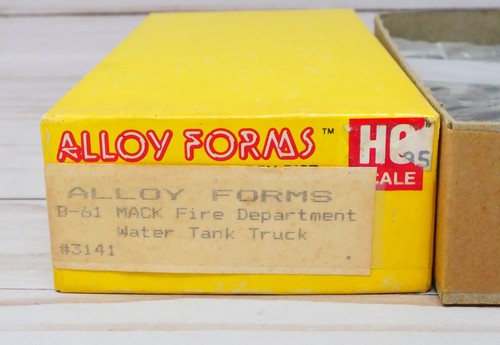 ALLOY FORMS™ HO
SCALE
ALLOY FORMS
B-61 MACK Fire Department
Water Tank Truck
#3141